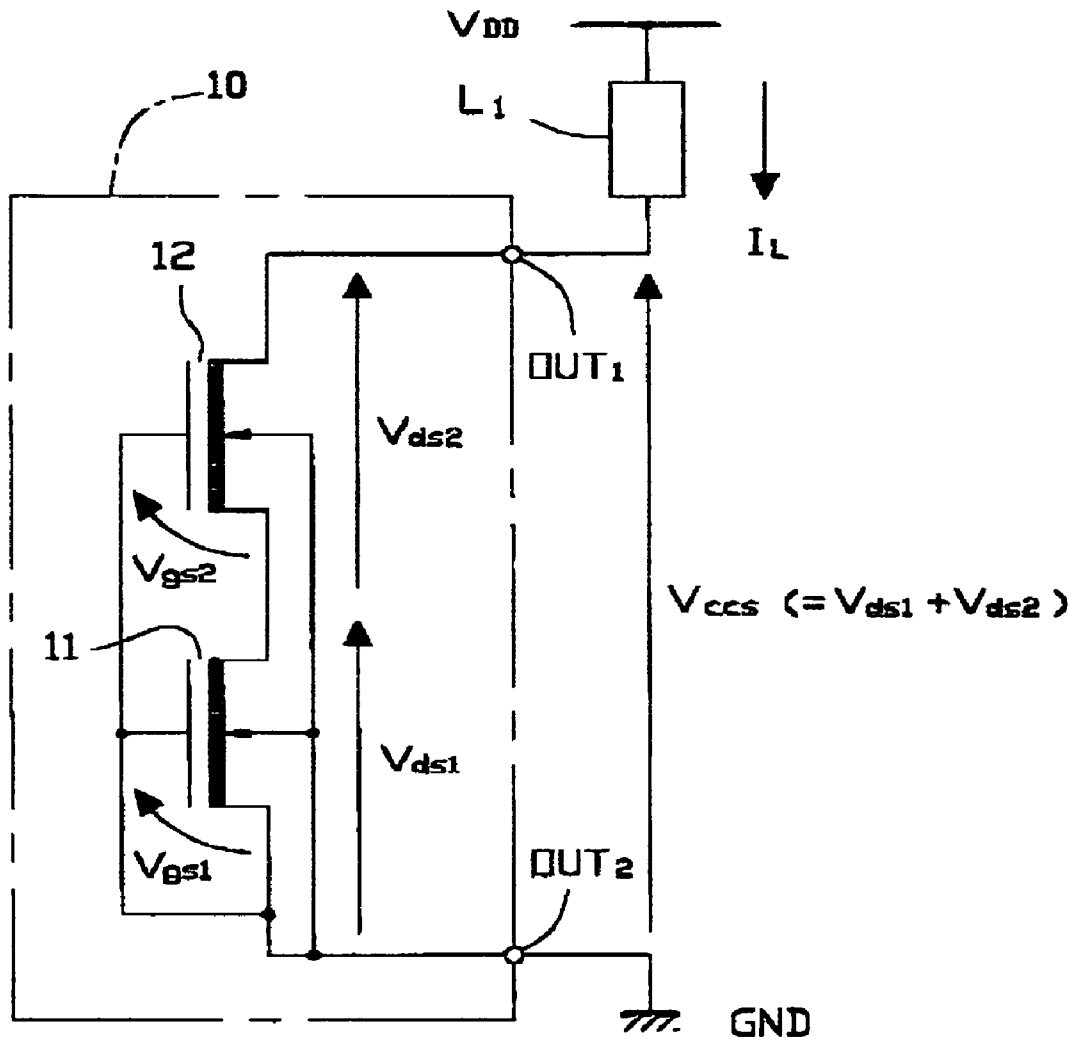 VDD
10
L1
IL
12
OUT1
Vds2
Vgs2
Vccs (=Vds1+Vds2)
11
Vds1
Vgs1
OUT2
GND